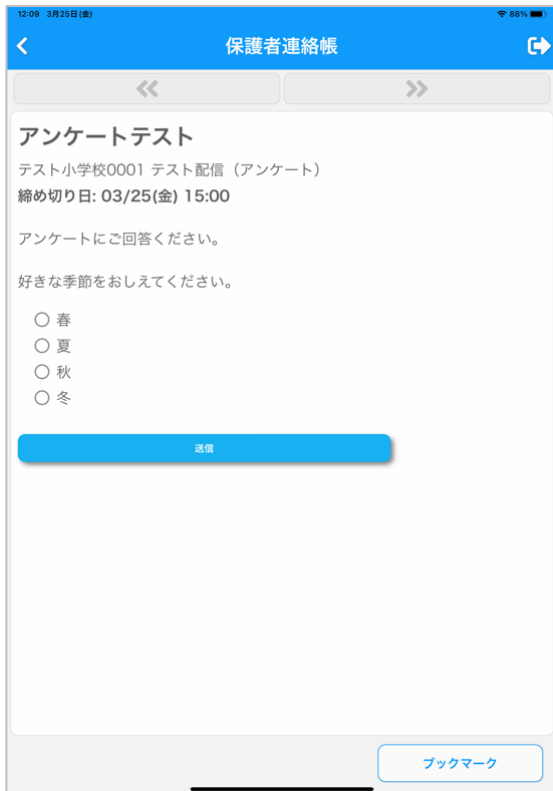 12:09 3月25日(金) 88%
保護者連絡帳
アンケートテスト
テスト小学校0001 テスト配信（アンケート）
締め切り日: 03/25(金) 15:00
アンケートにご回答ください。
好きな季節をおしえてください。
春
夏
秋
冬
送信
ブックマーク